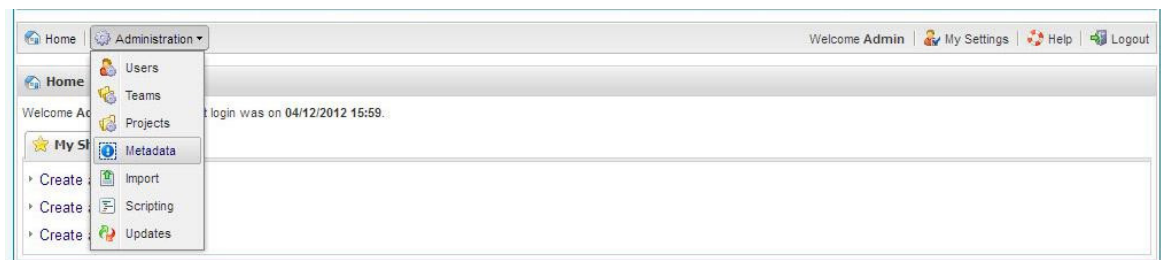 Home Administration Welcome Admin My Settings Help Logout
Users
Home
Teams
Welcome t login was on 04/12/2012 15:59.
Projects
My
Metadata
Create
Import
Create
Scripting
Create
Updates